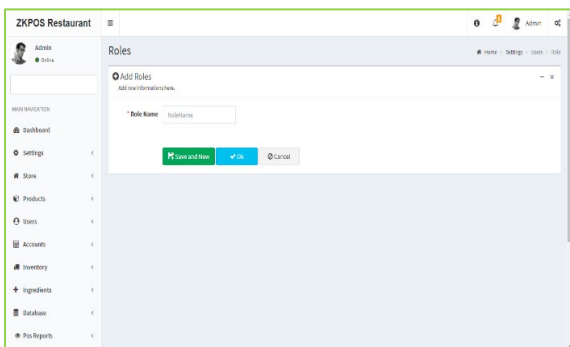 ZKPOS Restaurant
Admin
Admin
Online
Roles
Home > Settings > Users > Role
Add Roles
Add role informations here.
* Role Name
RoleName
Save and New
Ok
Cancel
MAIN NAVIGATION
Dashboard
Settings
Store
Products
Users
Accounts
Inventory
Ingredients
Database
Pos Reports